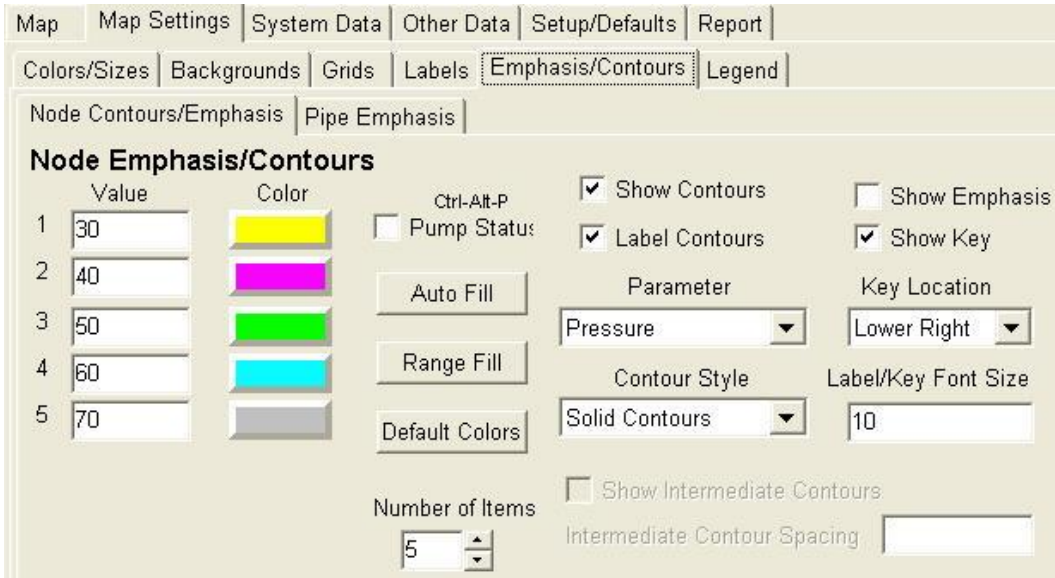 Map Map Settings System Data Other Data Setup/Defaults Report
Colors/Sizes Backgrounds Grids Labels Emphasis/Contours Legend
Node Contours/Emphasis Pipe Emphasis
Node Emphasis/Contours
Value Color
1 30
2 40
3 50
4 60
5 70
Ctrl-Alt-P
Pump Status
Auto Fill
Range Fill
Default Colors
Number of Items
5
Show Contours
Label Contours
Parameter
Pressure
Contour Style
Solid Contours
Show Emphasis
Show Key
Key Location
Lower Right
Label/Key Font Size
10
Show Intermediate Contours
Intermediate Contour Spacing